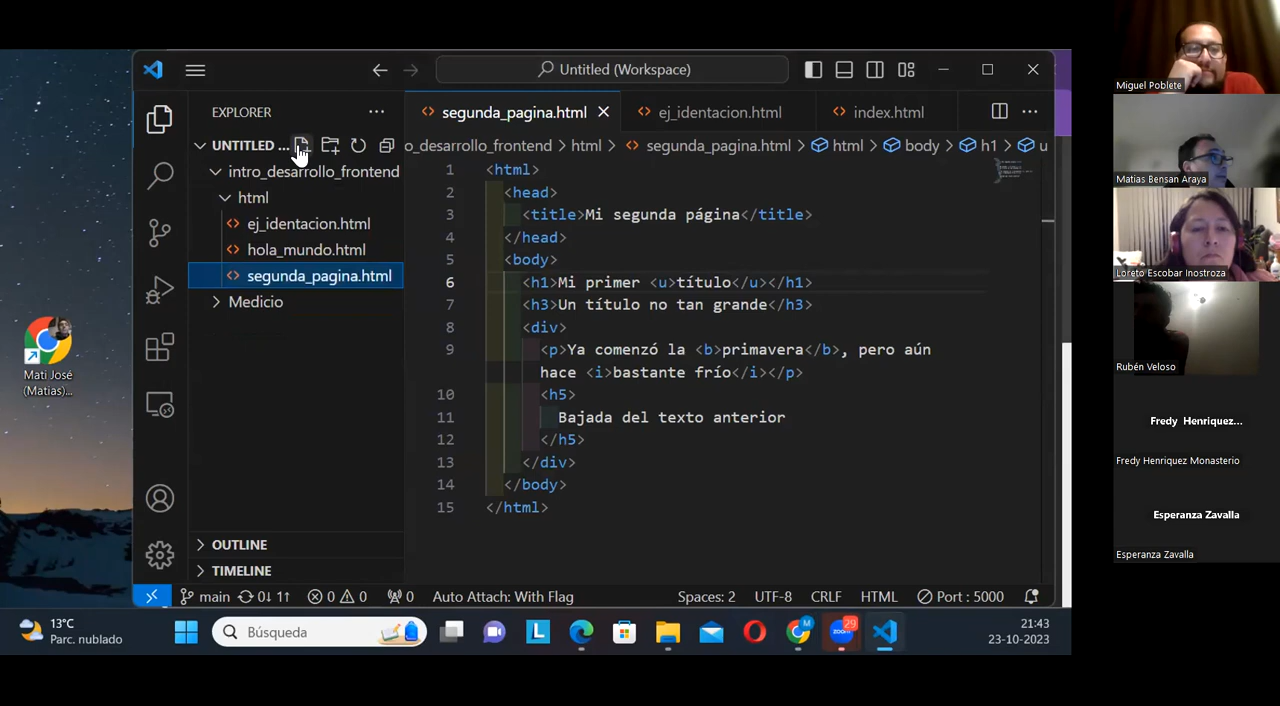 Untitled (Workspace)
EXPLORER
UNTITLED ...
intro_desarrollo_frontend
html
ej_identacion.html
hola_mundo.html
segunda_pagina.html
Medicio
OUTLINE
TIMELINE
segunda_pagina.html
ej_identacion.html
index.html
o_desarrollo_frontend > html > segunda_pagina.html > html > body > h1 > u
1 <html>
2 <head>
3 <title>Mi segunda página</title>
4 </head>
5 <body>
6 <h1>Mi primer <u>título</u></h1>
7 <h3>Un título no tan grande</h3>
8 <div>
9 <p>Ya comenzó la <b>primavera</b>, pero aún
hace <i>bastante frío</i></p>
10 <h5>
11 Bajada del texto anterior
12 </h5>
13 </div>
14 </body>
15 </html>
main 0↓ 1↑ 0 0 0 Auto Attach: With Flag Spaces: 2 UTF-8 CRLF HTML Port : 5000
Mati José
(Matias)...
13°C
Parc. nublado
Búsqueda
L
M
29
zoom
21:43
23-10-2023
Miguel Poblete
Matias Bensan Araya
Loreto Escobar Inostroza
Rubén Veloso
Fredy Henriquez...
Fredy Henriquez Monasterio
Esperanza Zavalla
Esperanza Zavalla